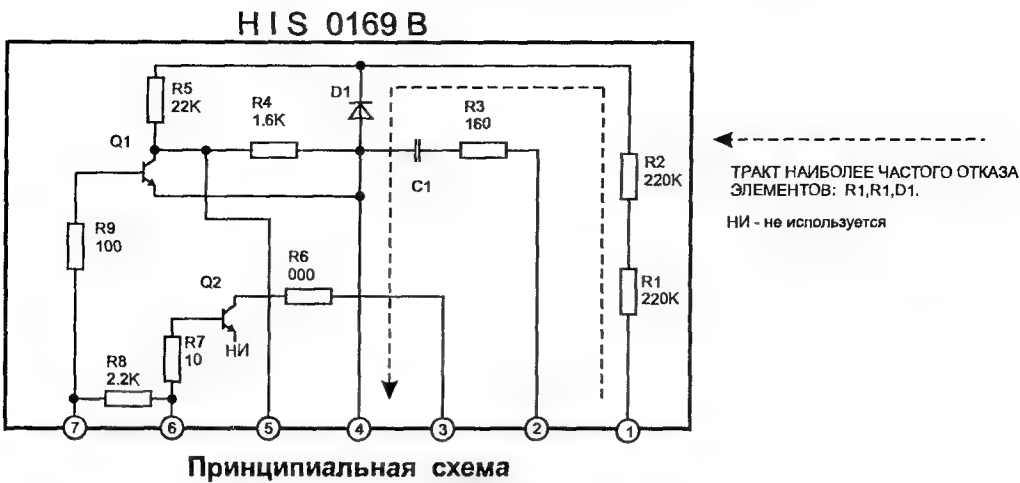 HIS 0169 B
R5
22K
D1
R4
1.6K
R3
160
Q1
C1
R2
220K
R9
100
R6
000
Q2
R1
220K
R7
10
НИ
R8
2.2K
7
6
5
4
3
2
1
ТРАКТ НАИБОЛЕЕ ЧАСТОГО ОТКАЗА
ЭЛЕМЕНТОВ: R1,R1,D1.
НИ - не используется
Принципиальная схема